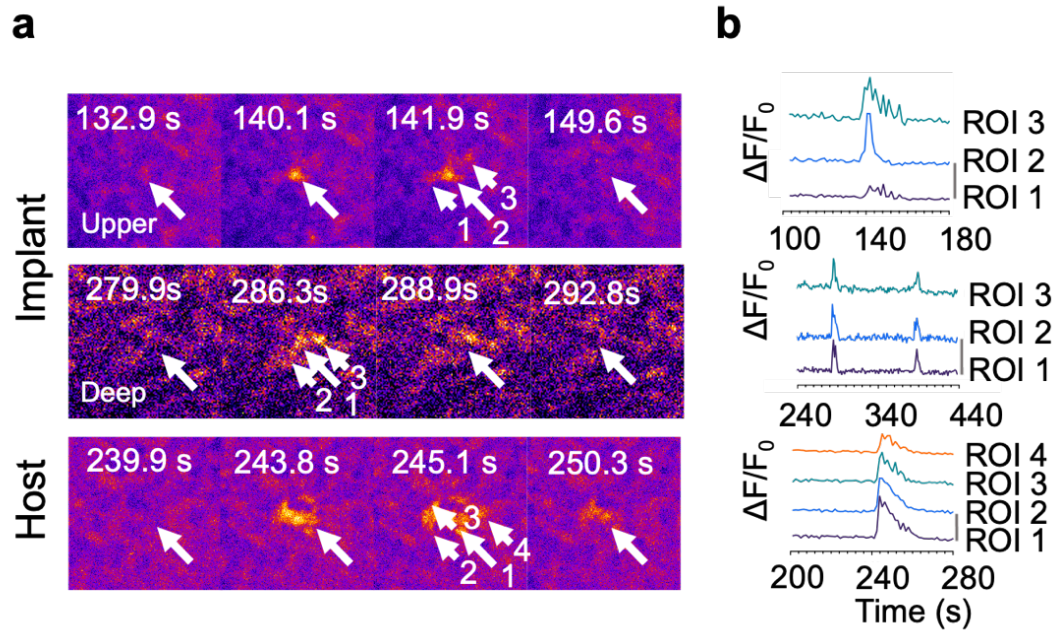 a
b
Implant
Host
132.9 s
140.1 s
141.9 s
149.6 s
Upper
1
2
3
279.9s
286.3s
288.9s
292.8s
Deep
2
1
3
239.9 s
243.8 s
245.1 s
250.3 s
3
4
2
1
ΔF/F0
ROI 3
ROI 2
ROI 1
100 140 180
ΔF/F0
ROI 3
ROI 2
ROI 1
240 340 440
ΔF/F0
ROI 4
ROI 3
ROI 2
ROI 1
200 240 280
Time (s)